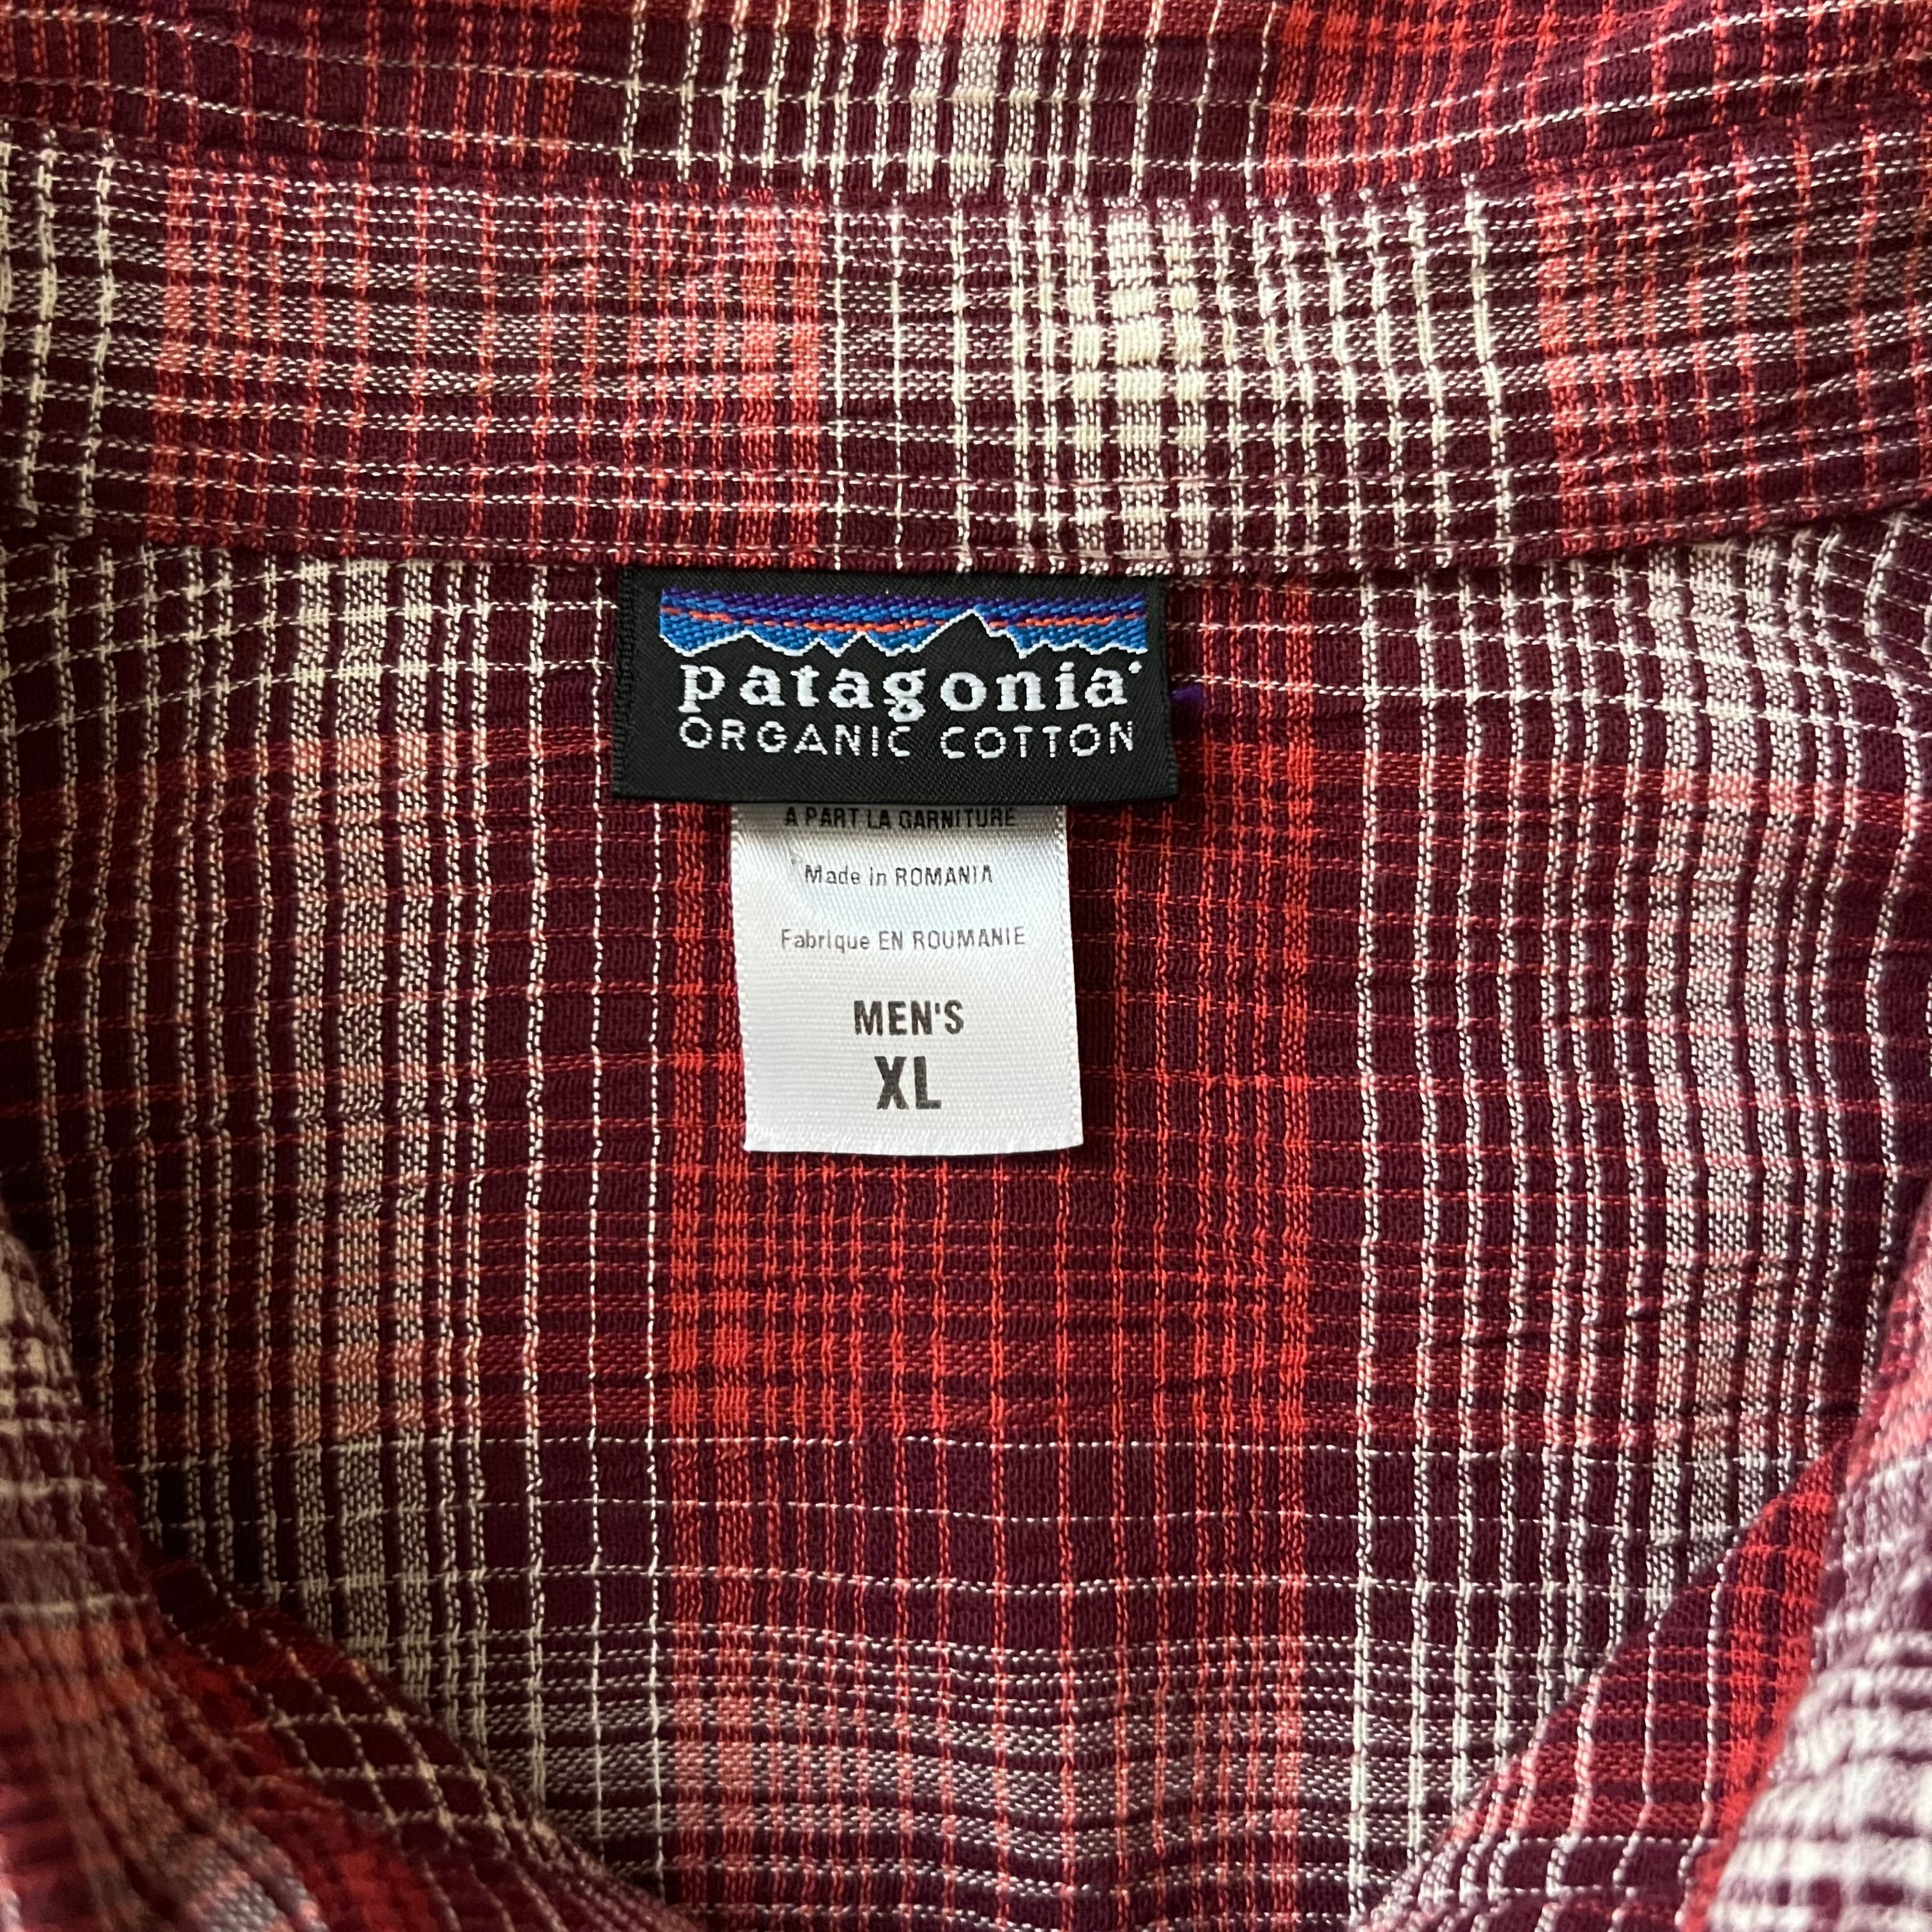 patagonia®
ORGANIC COTTON
A PART LA GARNITURE
Made in ROMANIA
Fabrique EN ROUMANIE
MEN'S
XL